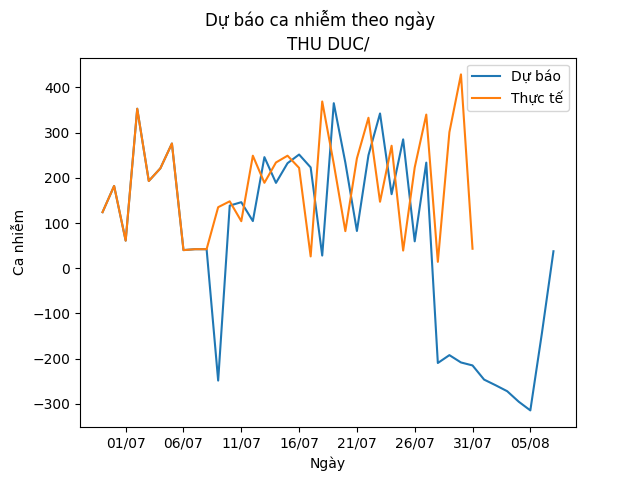 Dự báo ca nhiễm theo ngày
THU DUC/
Dự báo
Thực tế
400
300
200
100
0
−100
−200
−300
Ca nhiễm
01/07 06/07 11/07 16/07 21/07 26/07 31/07 05/08
Ngày